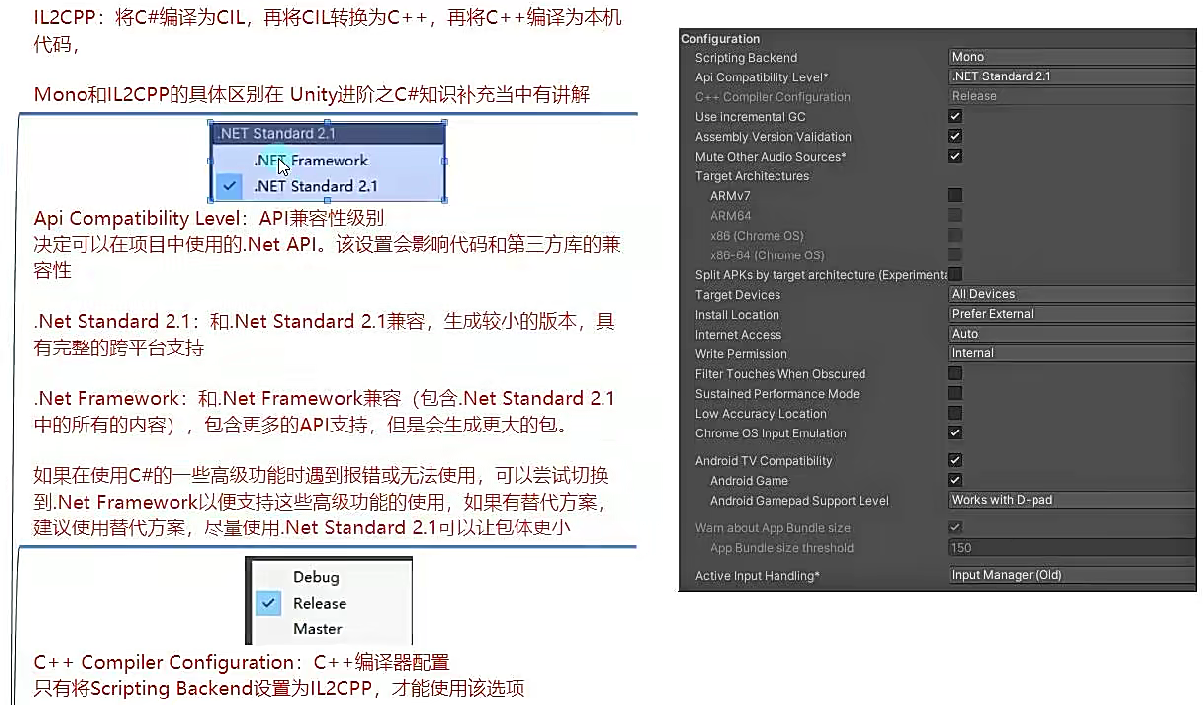 IL2CPP：将C#编译为CIL，再将CIL转换为C++，再将C++编译为本机
代码，
Mono和IL2CPP的具体区别在 Unity进阶之C#知识补充当中有讲解
.NET Standard 2.1
.NET Framework
.NET Standard 2.1
Api Compatibility Level：API兼容性级别
决定可以在项目中使用的.Net API。该设置会影响代码和第三方库的兼
容性
.Net Standard 2.1：和.Net Standard 2.1兼容，生成较小的版本，具
有完整的跨平台支持
.Net Framework：和.Net Framework兼容（包含.Net Standard 2.1
中的所有的内容），包含更多的API支持，但是会生成更大的包。
如果在使用C#的一些高级功能时遇到报错或无法使用，可以尝试切换
到.Net Framework以便支持这些高级功能的使用，如果有替代方案，
建议使用替代方案，尽量使用.Net Standard 2.1可以让包体更小
Debug
Release
Master
C++ Compiler Configuration：C++编译器配置
只有将Scripting Backend设置为IL2CPP，才能使用该选项
Configuration
Scripting Backend Mono
Api Compatibility Level* .NET Standard 2.1
C++ Compiler Configuration Release
Use incremental GC
Assembly Version Validation
Mute Other Audio Sources*
Target Architectures
ARMv7
ARM64
x86 (Chrome OS)
x86-64 (Chrome OS)
Split APKs by target architecture (Experimenta
Target Devices All Devices
Install Location Prefer External
Internet Access Auto
Write Permission Internal
Filter Touches When Obscured
Sustained Performance Mode
Low Accuracy Location
Chrome OS Input Emulation
Android TV Compatibility
Android Game
Android Gamepad Support Level Works with D-pad
Warn about App Bundle size
App Bundle size threshold 150
Active Input Handling* Input Manager (Old)